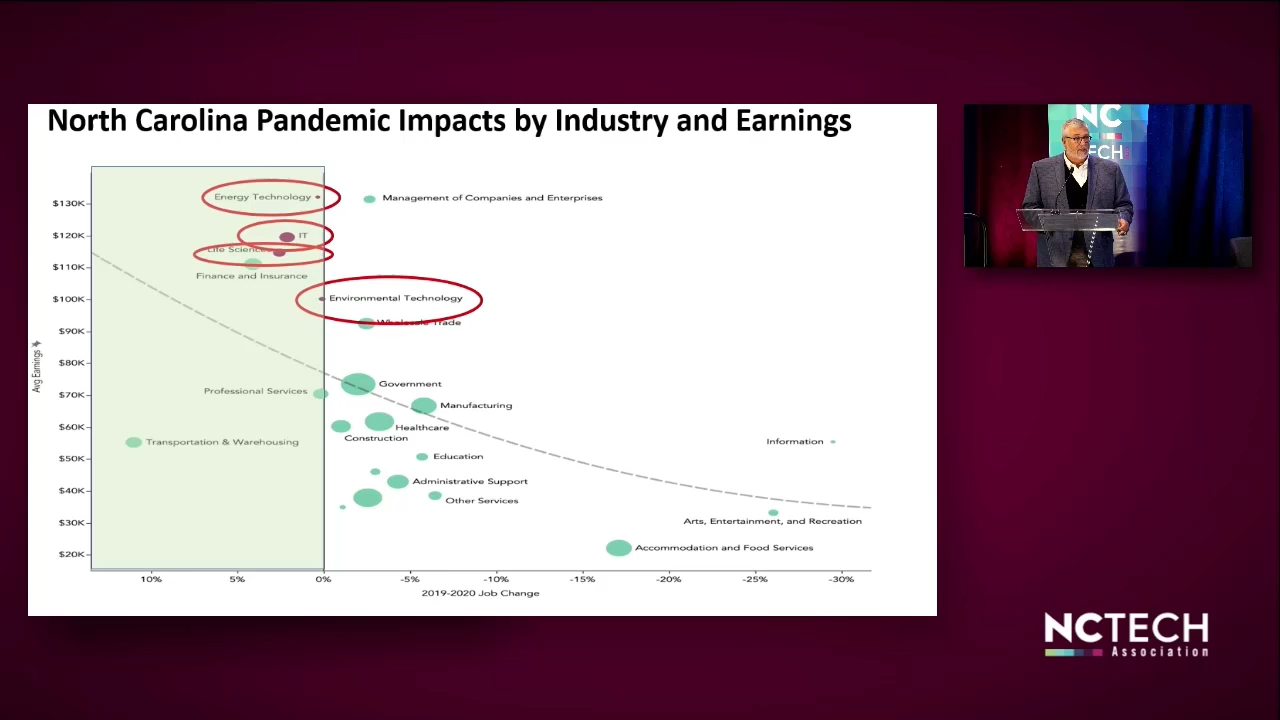 North Carolina Pandemic Impacts by Industry and Earnings
NC
TECH
Energy Technology
Management of Companies and Enterprises
$130K
IT
$120K
Life Sciences
$110K
Finance and Insurance
Environmental Technology
$100K
Wholesale Trade
$90K
Avg Earnings
$80K
Government
Professional Services
$70K
Manufacturing
Healthcare
$60K
Construction
Transportation & Warehousing
Information
Education
$50K
Administrative Support
$40K
Other Services
Arts, Entertainment, and Recreation
$30K
Accommodation and Food Services
$20K
10% 5% 0% -5% -10% -15% -20% -25% -30%
2019-2020 Job Change
NCTECH
Association